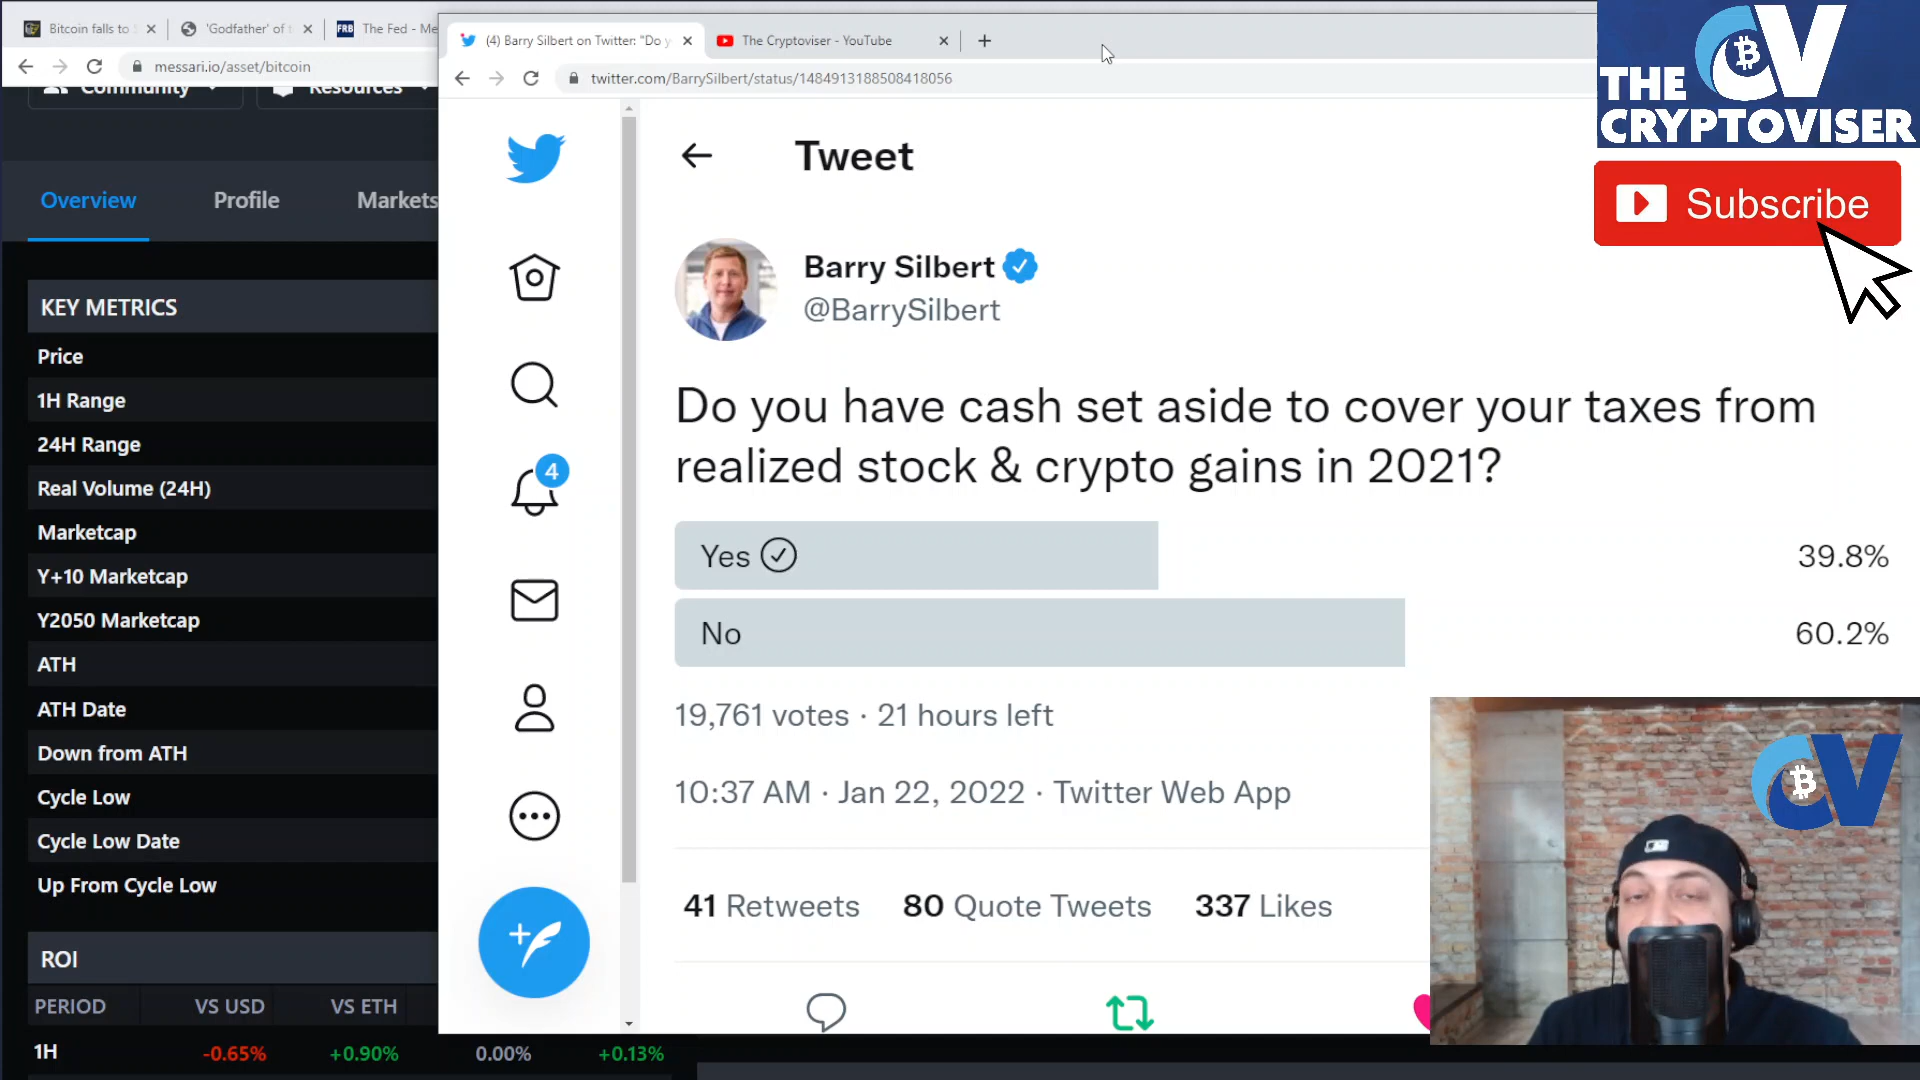 Bitcoin falls to
'Godfather' of t
FRB The Fed - Me
messari.io/asset/bitcoin
Community
Resources
Overview
Profile
Markets
KEY METRICS
Price
1H Range
24H Range
Real Volume (24H)
Marketcap
Y+10 Marketcap
Y2050 Marketcap
ATH
ATH Date
Down from ATH
Cycle Low
Cycle Low Date
Up From Cycle Low
ROI
PERIOD VS USD VS ETH
1H -0.65% +0.90% 0.00% +0.13%
(4) Barry Silbert on Twitter: "Do y
The Cryptoviser - YouTube
twitter.com/BarrySilbert/status/1484913188508418056
4
Tweet
Barry Silbert
@BarrySilbert
Do you have cash set aside to cover your taxes from
realized stock & crypto gains in 2021?
Yes 39.8%
No 60.2%
19,761 votes · 21 hours left
10:37 AM · Jan 22, 2022 · Twitter Web App
41 Retweets 80 Quote Tweets 337 Likes
CV
THE
CRYPTOVISER
Subscribe
CV